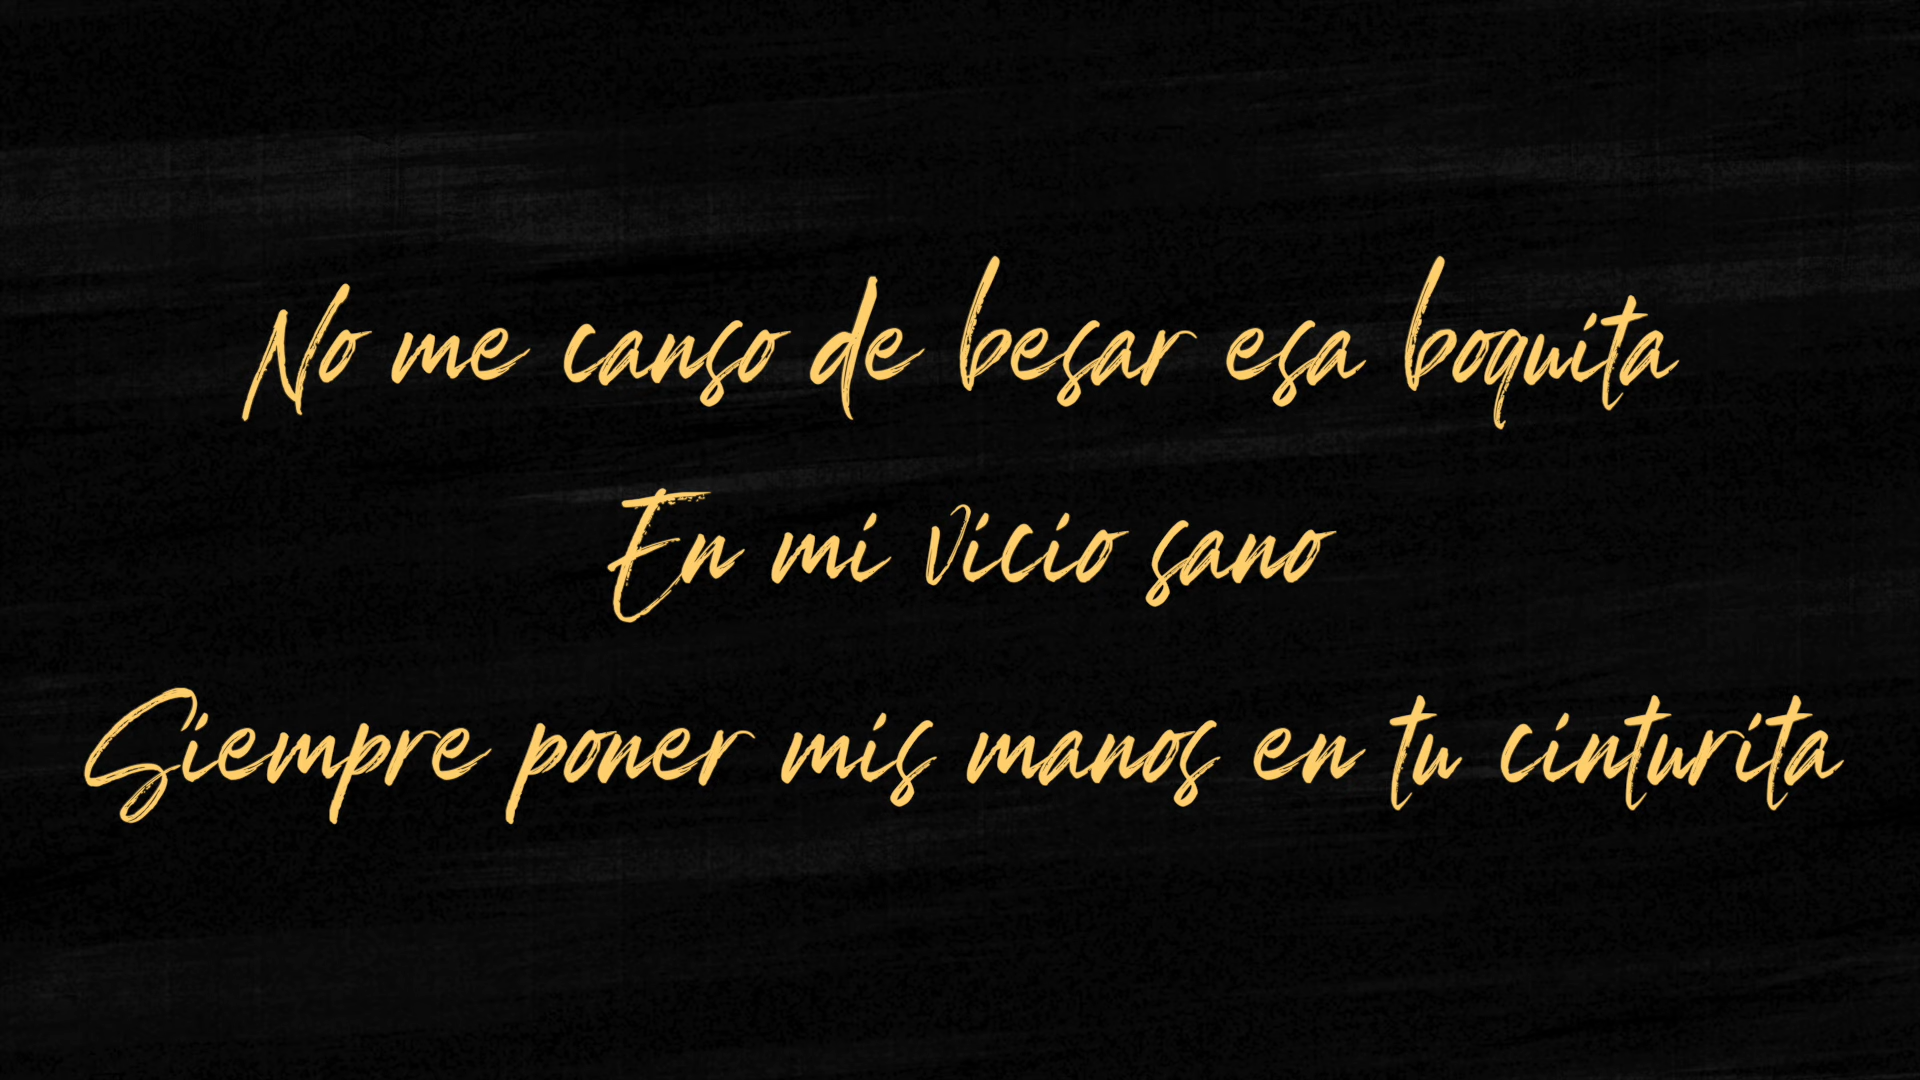 No me canso de besar esa boquita
En mi vicio sano
Siempre poner mis manos en tu cinturita